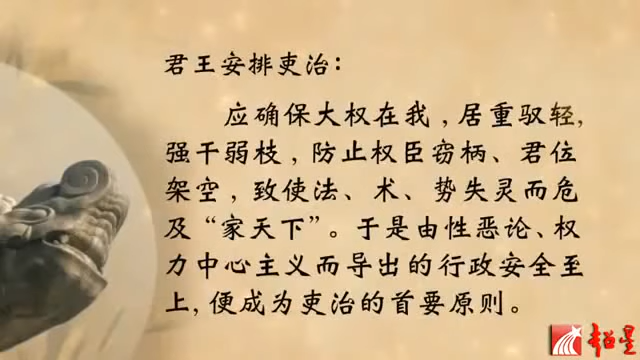 君王安排吏治：
应确保大权在我，居重驭轻，
强干弱枝，防止权臣窃柄、君位
架空，致使法、术、势失灵而危
及“家天下”。于是由性恶论、权
力中心主义而导出的行政安全至
上，便成为吏治的首要原则。
超星